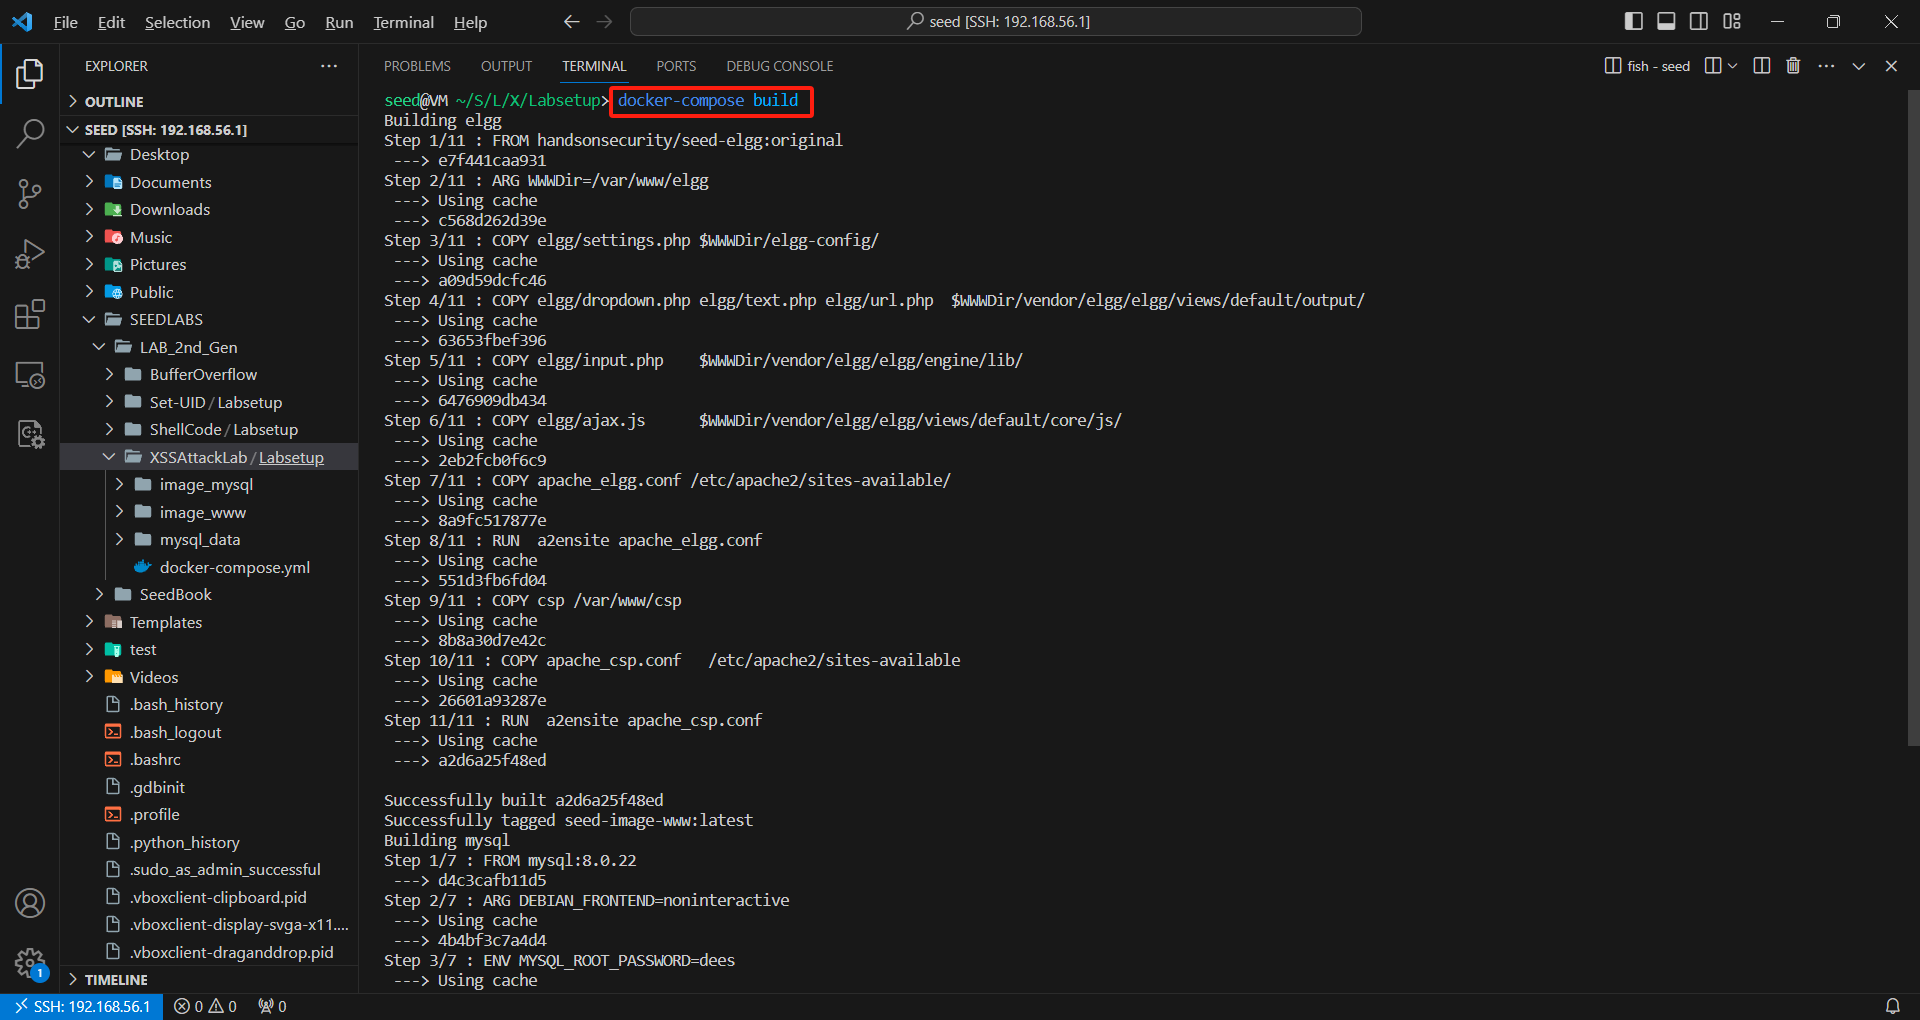 File Edit Selection View Go Run Terminal Help
seed [SSH: 192.168.56.1]
EXPLORER
OUTLINE
SEED [SSH: 192.168.56.1]
Desktop
Documents
Downloads
Music
Pictures
Public
SEEDLABS
LAB_2nd_Gen
BufferOverflow
Set-UID / Labsetup
ShellCode / Labsetup
XSSAttackLab / Labsetup
image_mysql
image_www
mysql_data
docker-compose.yml
SeedBook
Templates
test
Videos
.bash_history
.bash_logout
.bashrc
.gdbinit
.profile
.python_history
.sudo_as_admin_successful
.vboxclient-clipboard.pid
.vboxclient-display-svga-x11....
.vboxclient-draganddrop.pid
TIMELINE
PROBLEMS OUTPUT TERMINAL PORTS DEBUG CONSOLE
fish - seed
seed@VM ~/S/L/X/Labsetup> docker-compose build
Building elgg
Step 1/11 : FROM handsonsecurity/seed-elgg:original
---> e7f441caa931
Step 2/11 : ARG WWWDir=/var/www/elgg
---> Using cache
---> c568d262d39e
Step 3/11 : COPY elgg/settings.php $WWWDir/elgg-config/
---> Using cache
---> a09d59dcfc46
Step 4/11 : COPY elgg/dropdown.php elgg/text.php elgg/url.php  $WWWDir/vendor/elgg/elgg/views/default/output/
---> Using cache
---> 63653fbef396
Step 5/11 : COPY elgg/input.php    $WWWDir/vendor/elgg/elgg/engine/lib/
---> Using cache
---> 6476909db434
Step 6/11 : COPY elgg/ajax.js      $WWWDir/vendor/elgg/elgg/views/default/core/js/
---> Using cache
---> 2eb2fcb0f6c9
Step 7/11 : COPY apache_elgg.conf /etc/apache2/sites-available/
---> Using cache
---> 8a9fc517877e
Step 8/11 : RUN  a2ensite apache_elgg.conf
---> Using cache
---> 551d3fb6fd04
Step 9/11 : COPY csp /var/www/csp
---> Using cache
---> 8b8a30d7e42c
Step 10/11 : COPY apache_csp.conf   /etc/apache2/sites-available
---> Using cache
---> 26601a93287e
Step 11/11 : RUN  a2ensite apache_csp.conf
---> Using cache
---> a2d6a25f48ed
Successfully built a2d6a25f48ed
Successfully tagged seed-image-www:latest
Building mysql
Step 1/7 : FROM mysql:8.0.22
---> d4c3cafb11d5
Step 2/7 : ARG DEBIAN_FRONTEND=noninteractive
---> Using cache
---> 4b4bf3c7a4d4
Step 3/7 : ENV MYSQL_ROOT_PASSWORD=dees
---> Using cache
1
SSH: 192.168.56.1 0 0 0